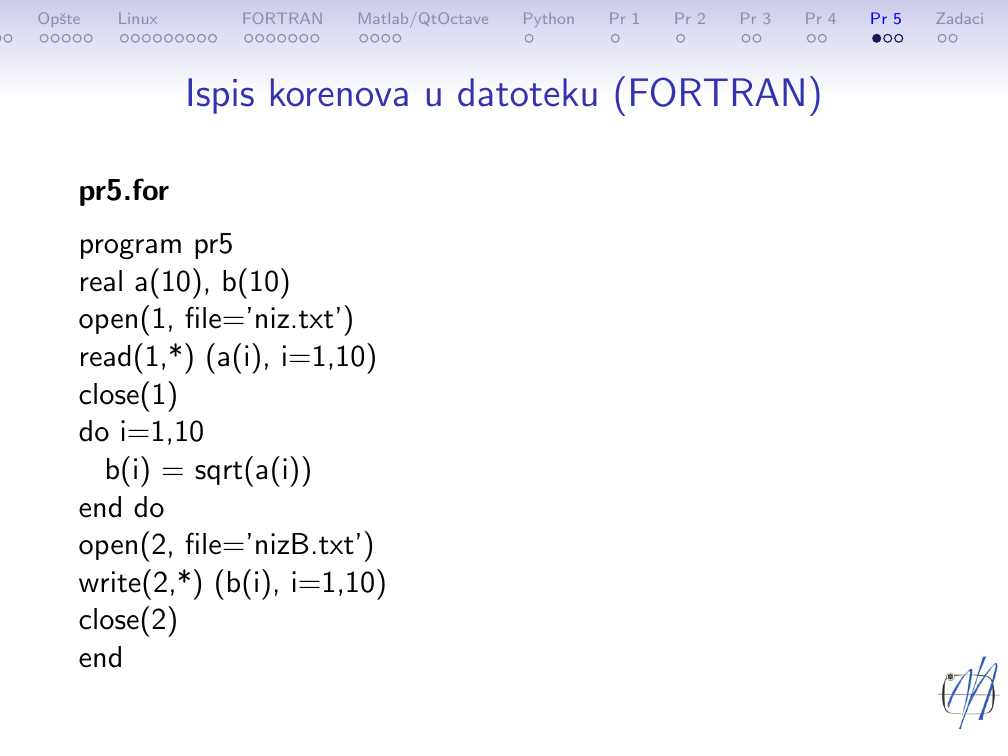 Opšte Linux FORTRAN Matlab/QtOctave Python Pr 1 Pr 2 Pr 3 Pr 4 Pr 5 Zadaci
Ispis korenova u datoteku (FORTRAN)
pr5.for
program pr5
real a(10), b(10)
open(1, file=’niz.txt’)
read(1,*) (a(i), i=1,10)
close(1)
do i=1,10
b(i) = sqrt(a(i))
end do
open(2, file=’nizB.txt’)
write(2,*) (b(i), i=1,10)
close(2)
end